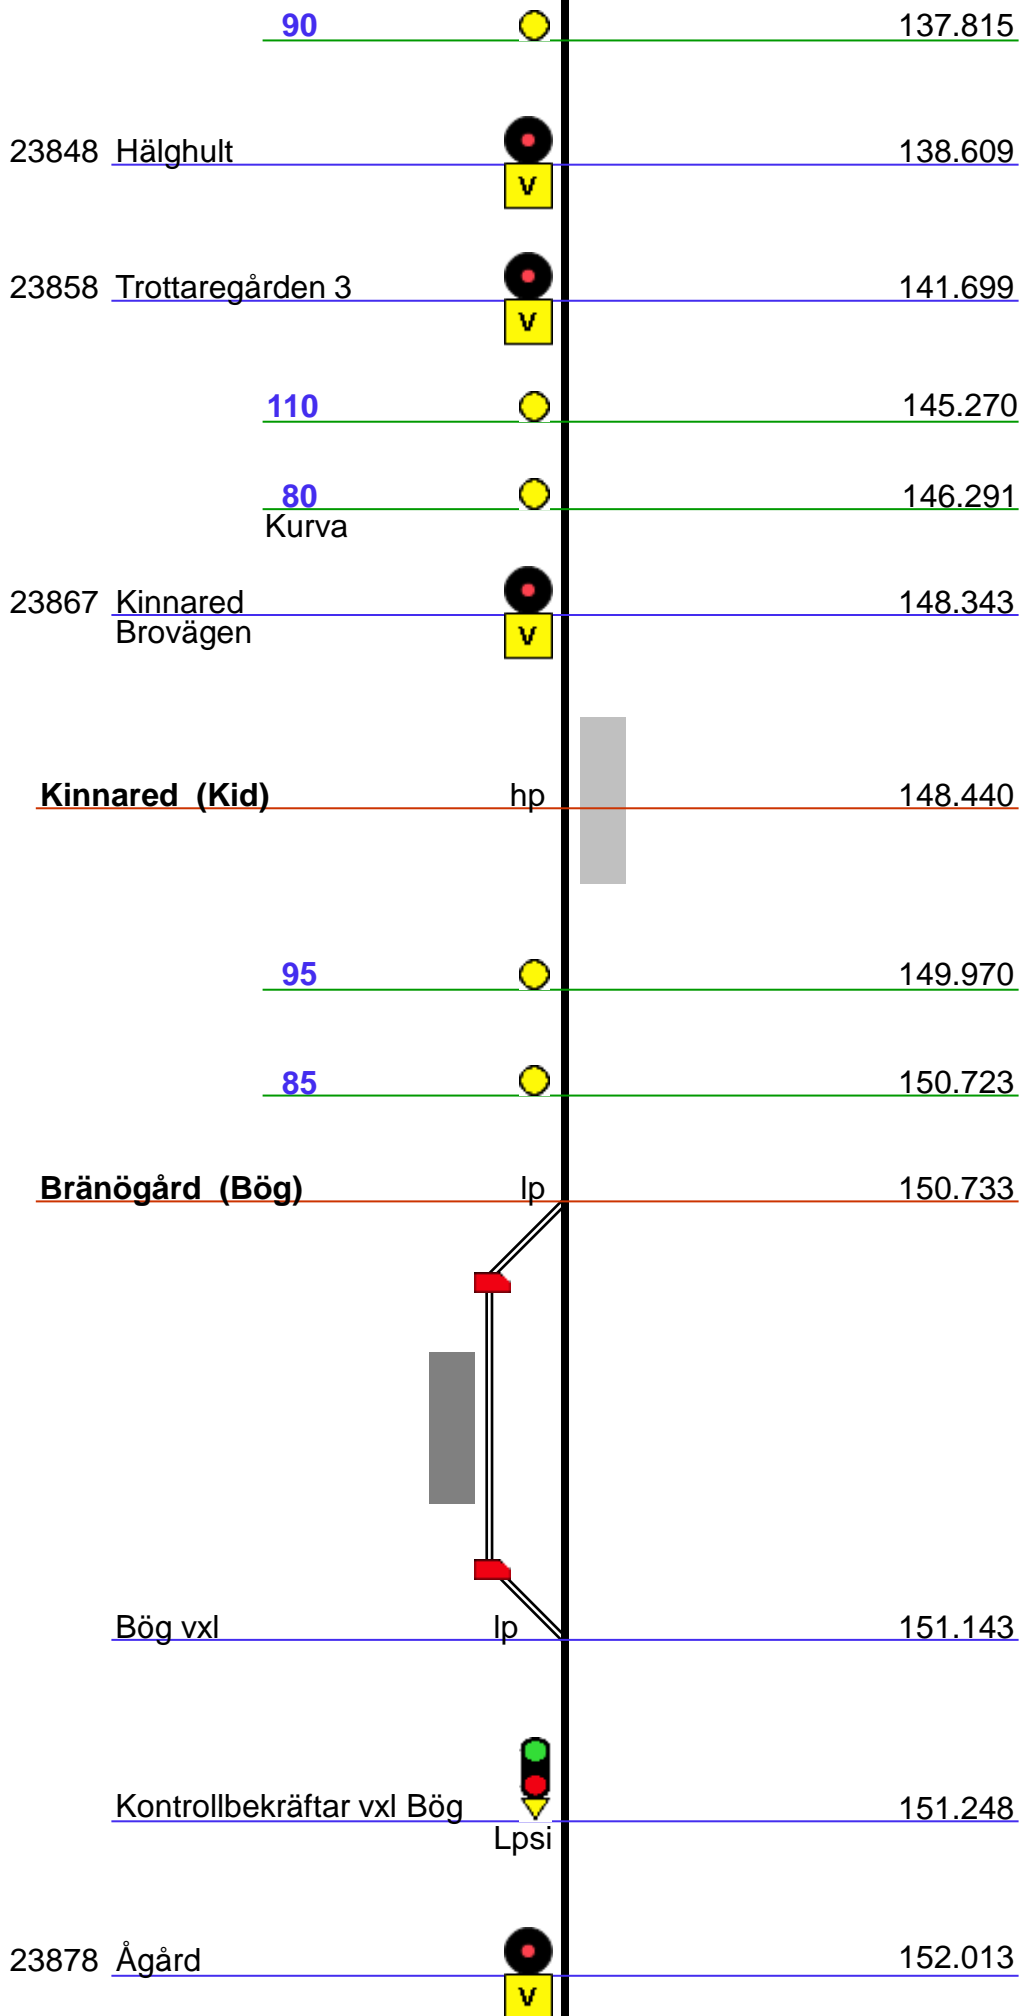 90 137.815
23848 Hälghult 138.609
V
23858 Trottaregården 3 141.699
V
110 145.270
80 146.291
Kurva
23867 Kinnared 148.343
Brovägen
V
Kinnared (Kid) hp 148.440
95 149.970
85 150.723
Bränögård (Bög) lp 150.733
Bög vxl lp 151.143
Kontrollbekräftar vxl Bög 151.248
Lpsi
23878 Ågård 152.013
V